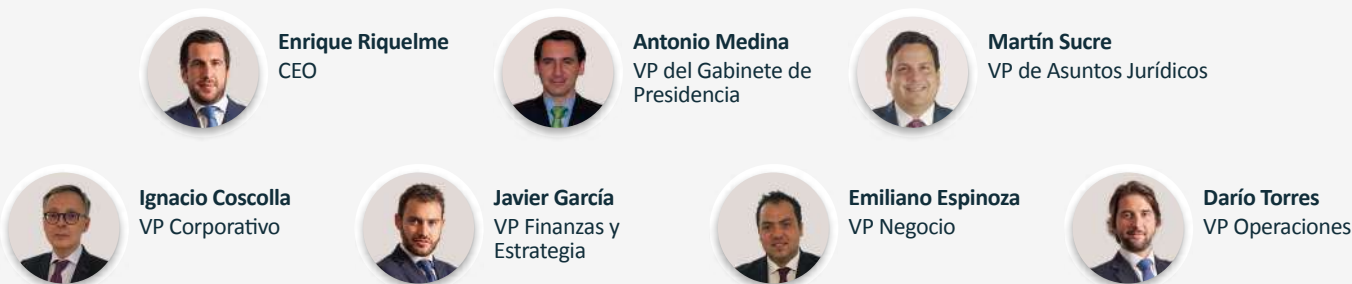 Enrique Riquelme
CEO
Antonio Medina
VP del Gabinete de
Presidencia
Martín Sucre
VP de Asuntos Jurídicos
Ignacio Coscolla
VP Corporativo
Javier García
VP Finanzas y
Estrategia
Emiliano Espinoza
VP Negocio
Darío Torres
VP Operaciones